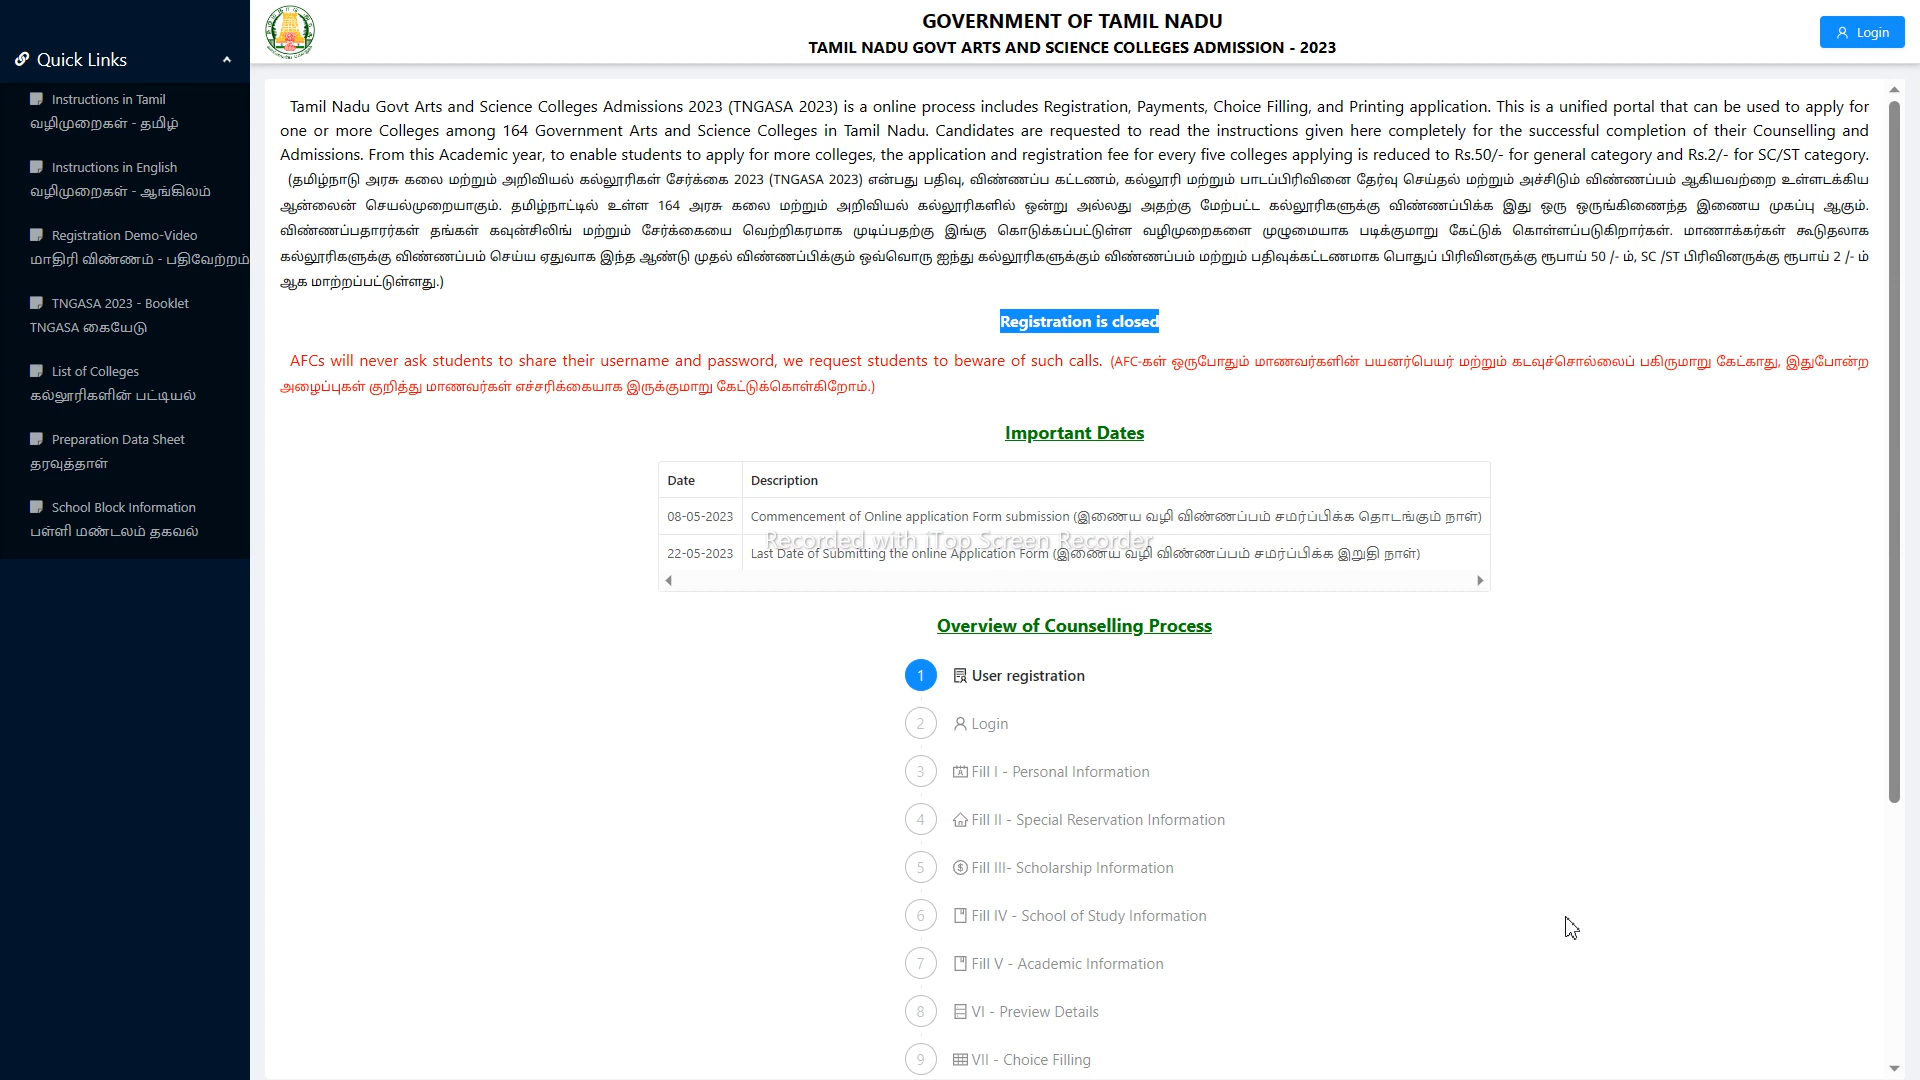 Quick Links
Instructions in Tamil
வழிமுறைகள் - தமிழ்
Instructions in English
வழிமுறைகள் - ஆங்கிலம்
Registration Demo-Video
மாதிரி விண்ணம் - பதிவேற்றம்
TNGASA 2023 - Booklet
TNGASA கையேடு
List of Colleges
கல்லூரிகளின் பட்டியல்
Preparation Data Sheet
தரவுத்தாள்
School Block Information
பள்ளி மண்டலம் தகவல்
GOVERNMENT OF TAMIL NADU
TAMIL NADU GOVT ARTS AND SCIENCE COLLEGES ADMISSION - 2023
Login
Tamil Nadu Govt Arts and Science Colleges Admissions 2023 (TNGASA 2023) is a online process includes Registration, Payments, Choice Filling, and Printing application. This is a unified portal that can be used to apply for
one or more Colleges among 164 Government Arts and Science Colleges in Tamil Nadu. Candidates are requested to read the instructions given here completely for the successful completion of their Counselling and
Admissions. From this Academic year, to enable students to apply for more colleges, the application and registration fee for every five colleges applying is reduced to Rs.50/- for general category and Rs.2/- for SC/ST category.
(தமிழ்நாடு அரசு கலை மற்றும் அறிவியல் கல்லூரிகள் சேர்க்கை 2023 (TNGASA 2023) என்பது பதிவு, விண்ணப்ப கட்டணம், கல்லூரி மற்றும் பாடப்பிரிவினை தேர்வு செய்தல் மற்றும் அச்சிடும் விண்ணப்பம் ஆகியவற்றை உள்ளடக்கிய
ஆன்லைன் செயல்முறையாகும். தமிழ்நாட்டில் உள்ள 164 அரசு கலை மற்றும் அறிவியல் கல்லூரிகளில் ஒன்று அல்லது அதற்கு மேற்பட்ட கல்லூரிகளுக்கு விண்ணப்பிக்க இது ஒரு ஒருங்கிணைந்த இணைய முகப்பு ஆகும்.
விண்ணப்பதாரர்கள் தங்கள் கவுன்சிலிங் மற்றும் சேர்க்கையை வெற்றிகரமாக முடிப்பதற்கு இங்கு கொடுக்கப்பட்டுள்ள வழிமுறைகளை முழுமையாக படிக்குமாறு கேட்டுக் கொள்ளப்படுகிறார்கள். மாணாக்கர்கள் கூடுதலாக
கல்லூரிகளுக்கு விண்ணப்பம் செய்ய ஏதுவாக இந்த ஆண்டு முதல் விண்ணப்பிக்கும் ஒவ்வொரு ஐந்து கல்லூரிகளுக்கும் விண்ணப்பம் மற்றும் பதிவுக்கட்டணமாக பொதுப் பிரிவினருக்கு ரூபாய் 50 /- ம், SC /ST பிரிவினருக்கு ரூபாய் 2 /- ம்
ஆக மாற்றப்பட்டுள்ளது.)
Registration is closed
AFCs will never ask students to share their username and password, we request students to beware of such calls. (AFC-கள் ஒருபோதும் மாணவர்களின் பயனர்பெயர் மற்றும் கடவுச்சொல்லைப் பகிருமாறு கேட்காது, இதுபோன்ற
அழைப்புகள் குறித்து மாணவர்கள் எச்சரிக்கையாக இருக்குமாறு கேட்டுக்கொள்கிறோம்.)
Important Dates
Date Description
08-05-2023 Commencement of Online application Form submission (இணைய வழி விண்ணப்பம் சமர்ப்பிக்க தொடங்கும் நாள்)
Recorded with iTop Screen Recorder
22-05-2023 Last Date of Submitting the online Application Form (இணைய வழி விண்ணப்பம் சமர்ப்பிக்க இறுதி நாள்)
Overview of Counselling Process
1 User registration
2 Login
3 Fill I - Personal Information
4 Fill II - Special Reservation Information
5 Fill III- Scholarship Information
6 Fill IV - School of Study Information
7 Fill V - Academic Information
8 VI - Preview Details
9 VII - Choice Filling